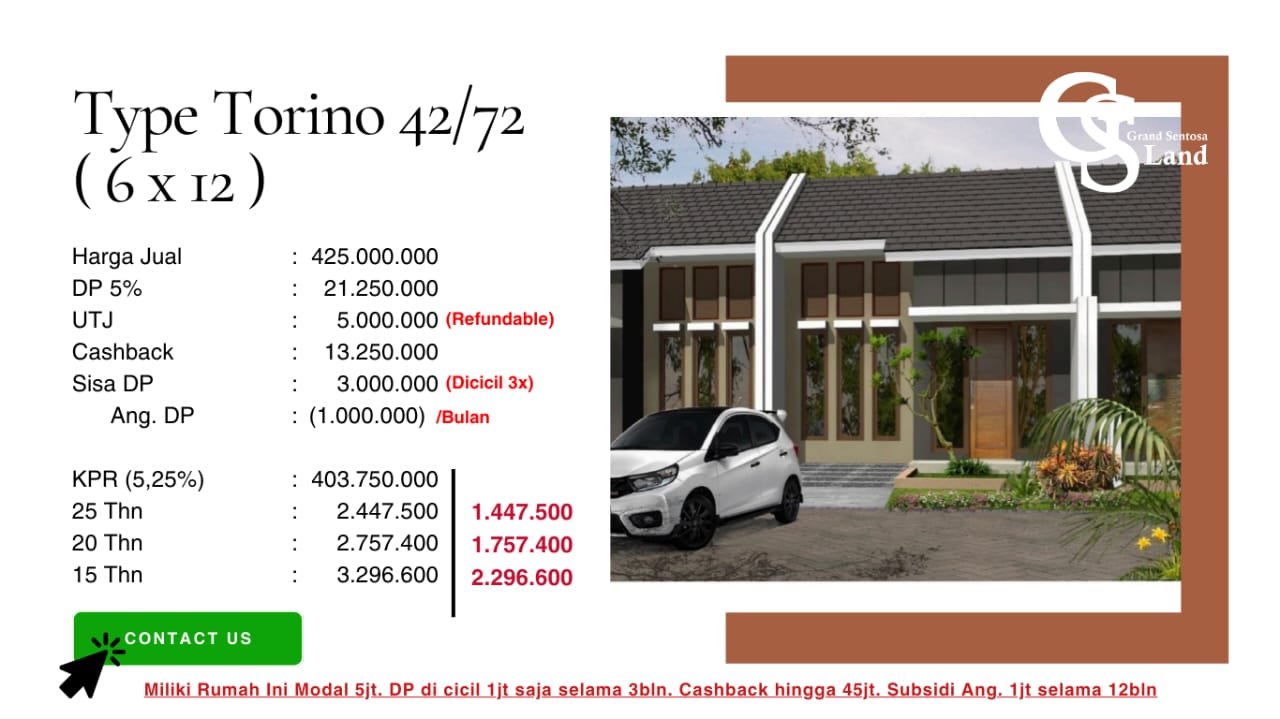 Type Torino 42/72
( 6 x 12 )
GS
Grand Sentosa
Land
Harga Jual : 425.000.000
DP 5% : 21.250.000
UTJ : 5.000.000 (Refundable)
Cashback : 13.250.000
Sisa DP : 3.000.000 (Dicicil 3x)
Ang. DP : (1.000.000) /Bulan
KPR (5,25%) : 403.750.000
25 Thn : 2.447.500 1.447.500
20 Thn : 2.757.400 1.757.400
15 Thn : 3.296.600 2.296.600
CONTACT US
Miliki Rumah Ini Modal 5jt. DP di cicil 1jt saja selama 3bln. Cashback hingga 45jt. Subsidi Ang. 1jt selama 12bln